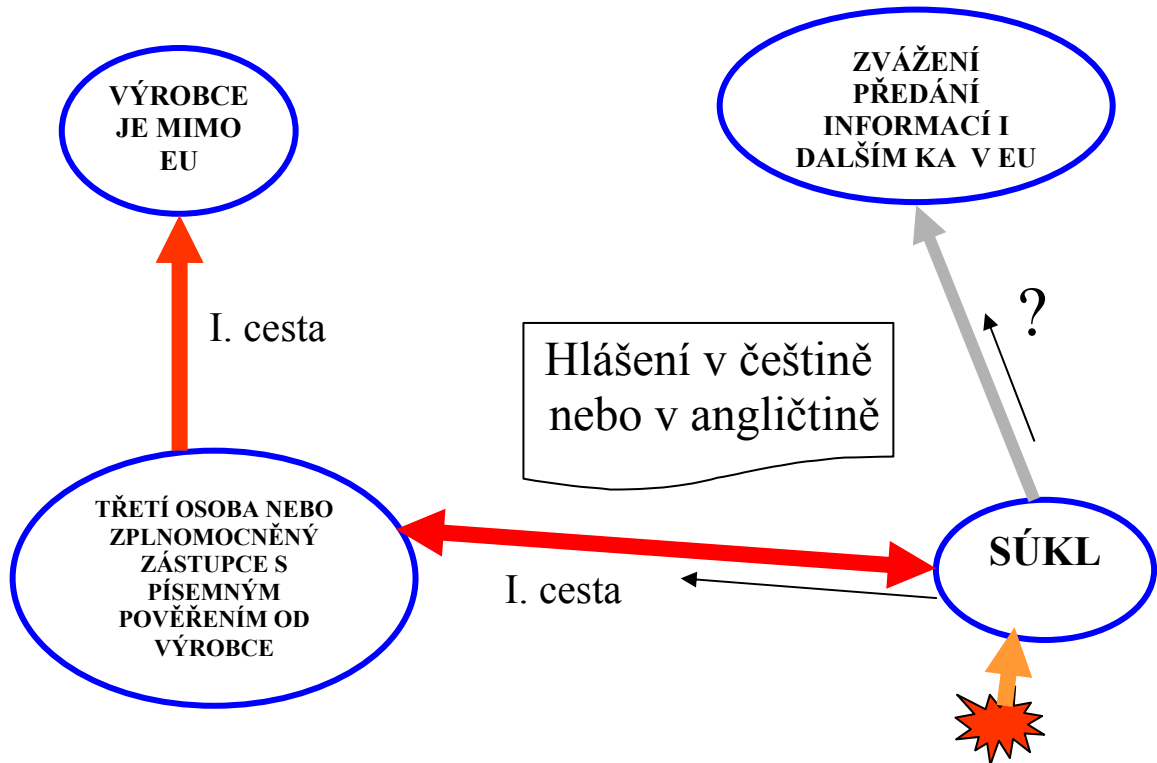 VÝROBCE
JE MIMO
EU
ZVÁŽENÍ
PŘEDÁNÍ
INFORMACÍ I
DALŠÍM KA V EU
I. cesta
?
Hlášení v češtině
nebo v angličtině
TŘETÍ OSOBA NEBO
ZPLNOMOCNĚNÝ
ZÁSTUPCE S
PÍSEMNÝM
POVĚŘENÍM OD
VÝROBCE
I. cesta
SÚKL